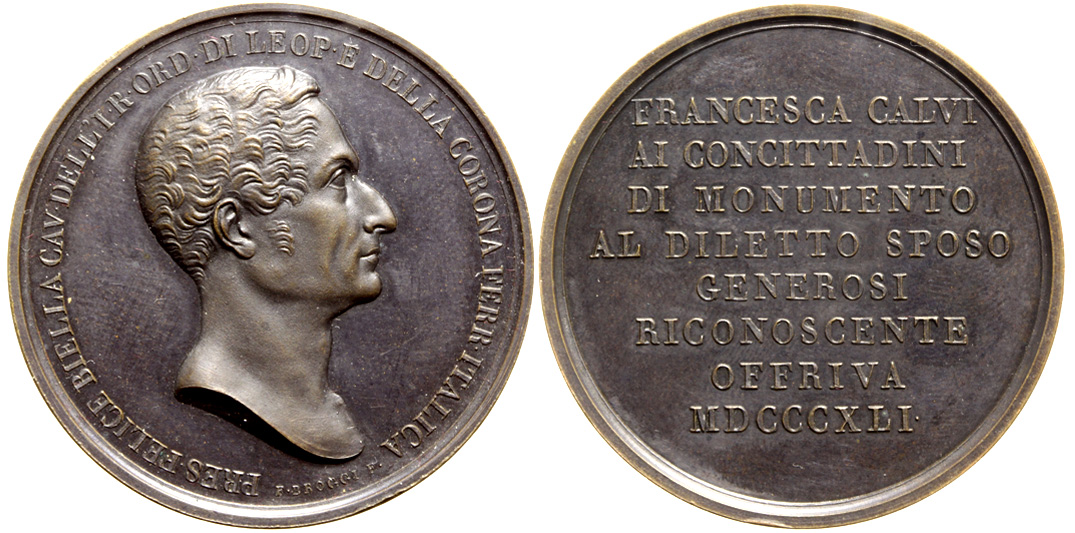 PRES·FELICE BIELLA CAV·DELL'I·R·ORD·DI LEOP·E DELLA CORONA FERR·ITALICA
F·BROGGI F.
FRANCESCA CALVI
AI CONCITTADINI
DI MONUMENTO
AL DILETTO SPOSO
GENEROSI
RICONOSCENTE
OFFRIVA
MDCCCXLI·